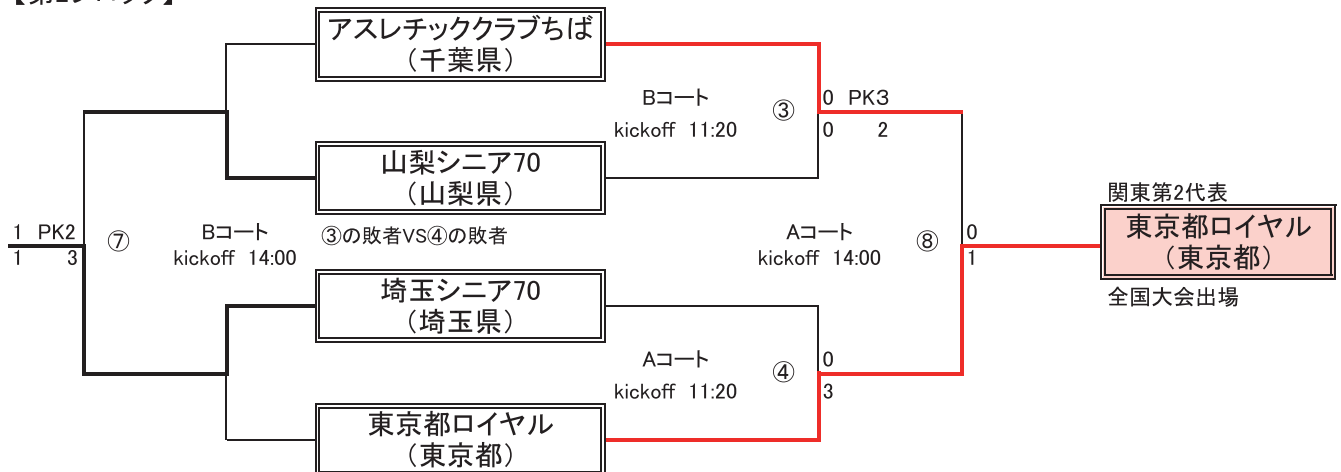 アスレチッククラブちば
（千葉県）
Bコート
kickoff 11:20
③
0 PK3
0 2
山梨シニア70
（山梨県）
関東第2代表
東京都ロイヤル
（東京都）
全国大会出場
1 PK2
1 3
⑦
Bコート
kickoff 14:00
③の敗者VS④の敗者
Aコート
kickoff 14:00
⑧
0
1
埼玉シニア70
（埼玉県）
Aコート
kickoff 11:20
④
0
3
東京都ロイヤル
（東京都）